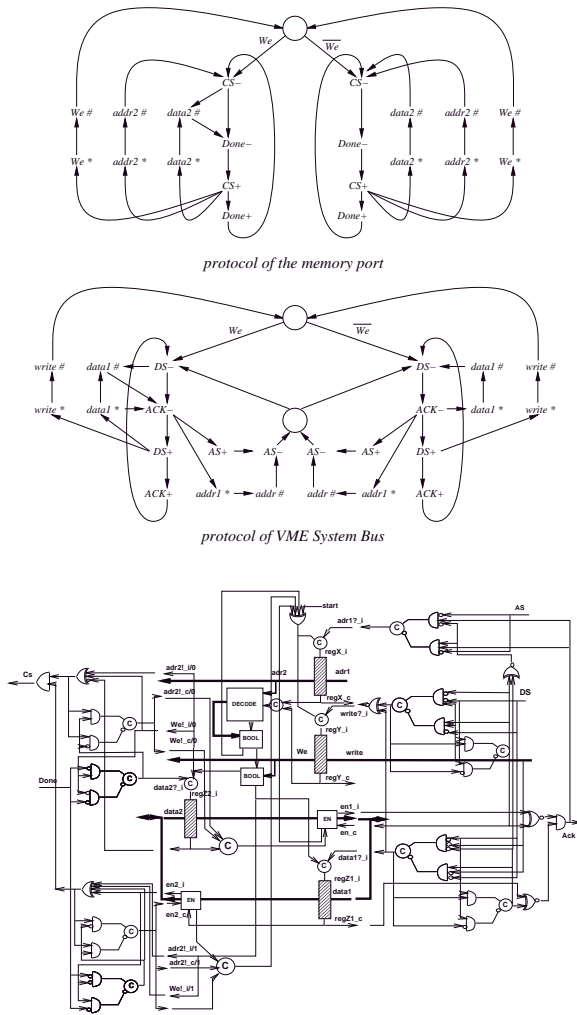 We We
CS− CS−
We # addr2 # data2 # data2 # addr2 # We #
Done− Done−
We * addr2 * data2 * data2 * addr2 * We *
CS+ CS+
Done+ Done+
protocol of the memory port
We We
write # data1 # DS− DS− data1 # write #
write * data1 * ACK− ACK− data1 * write *
DS+ AS+ AS− AS− AS+ DS+
ACK+ addr1 * addr # addr # addr1 * ACK+
protocol of VME System Bus
start
AS
adr1?_i
C C
regX_i
Cs adr2!_i/0 adr2 adr1
adr2!_c/0 regX_c DS
DECODE C C
C write?_i
We!_i/0 C
BOOL regY_i
We!_c/0 We write C
BOOL
Done C regY_c
data2?_i C
regZ2_i
data2 en1_i
EN
en_c Ack
C C
data1?_i
C
regZ1_i
en2_i data1
EN
en2_c regZ1_c C
C
adr2!_i/1
adr2!_c/1 C
C We!_i/1